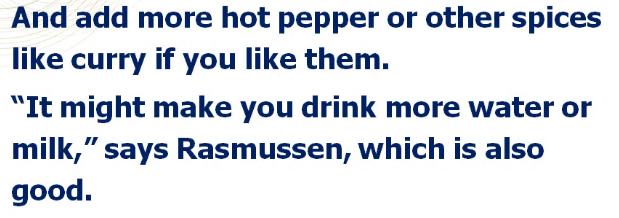 And add more hot pepper or other spices
like curry if you like them.
“It might make you drink more water or
milk,” says Rasmussen, which is also
good.